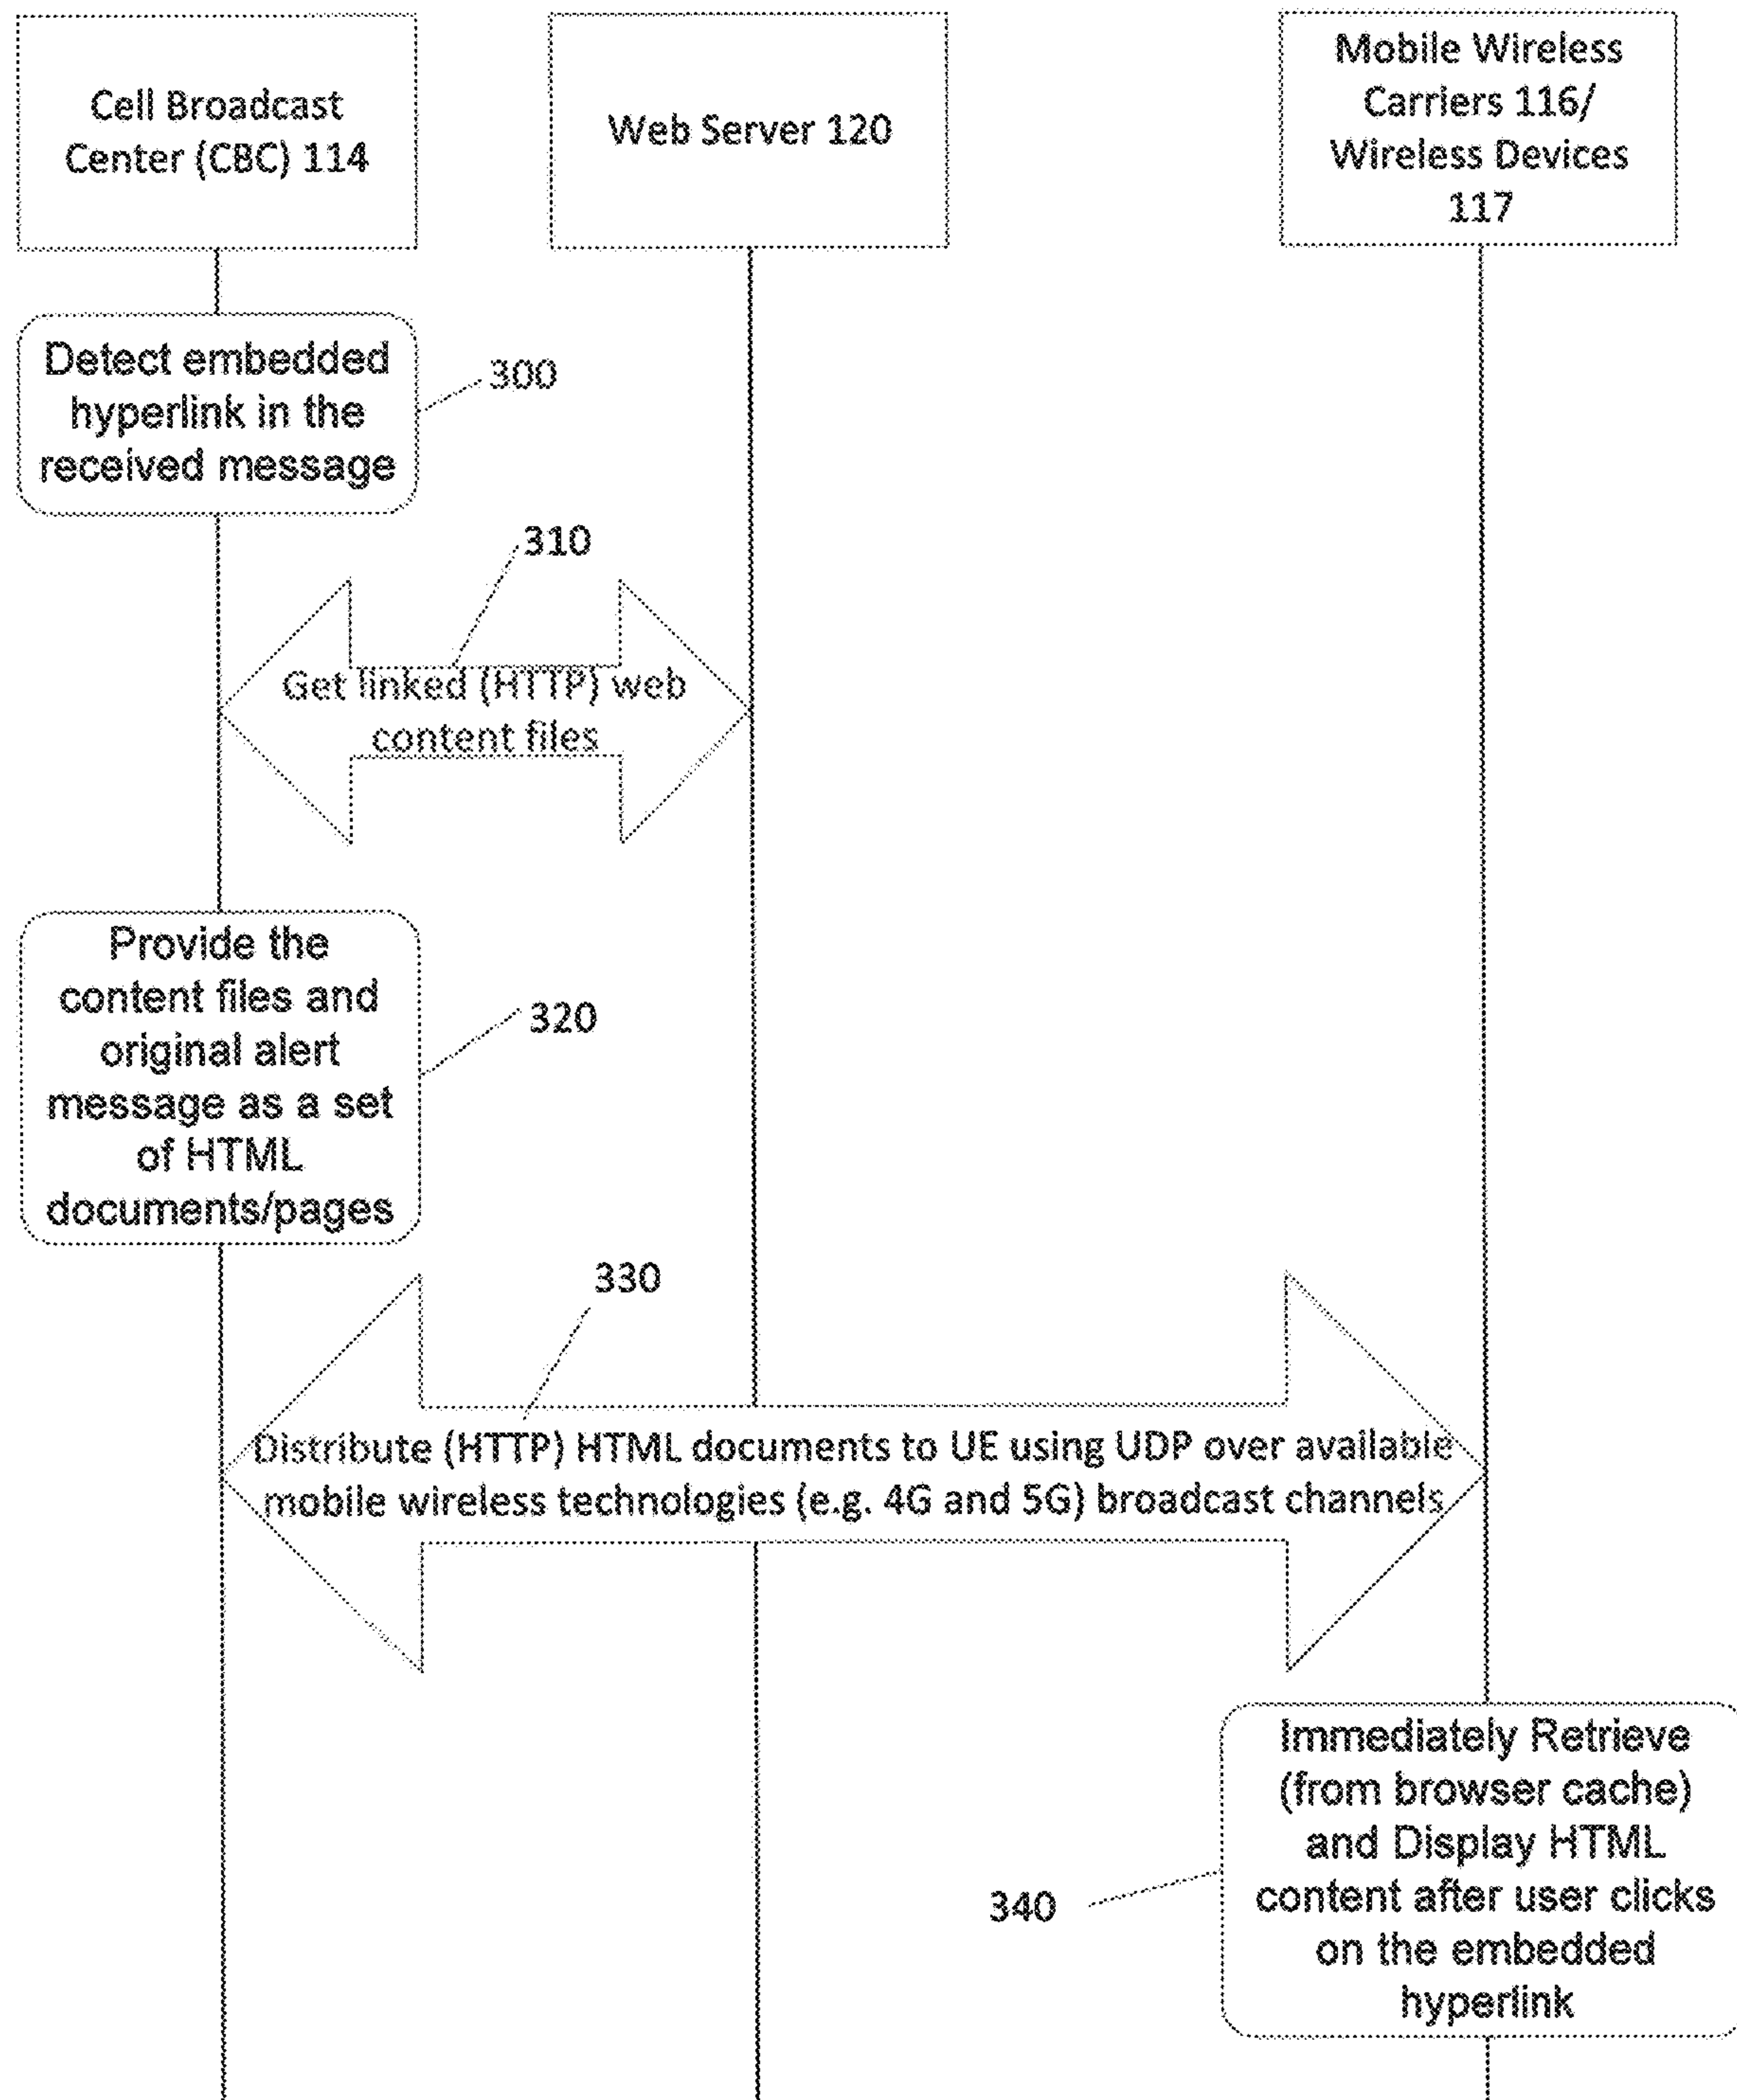 Cell Broadcast
Center (CBC) 114
Web Server 120
Mobile Wireless
Carriers 116/
Wireless Devices
117
Detect embedded
hyperlink in the
received message
300
310
Get linked (HTTP) web
content files
Provide the
content files and
original alert
message as a set
of HTML
documents/pages
320
330
Distribute (HTTP) HTML documents to UE using UDP over available
mobile wireless technologies (e.g. 4G and 5G) broadcast channels
Immediately Retrieve
(from browser cache)
and Display HTML
content after user clicks
on the embedded
hyperlink
340